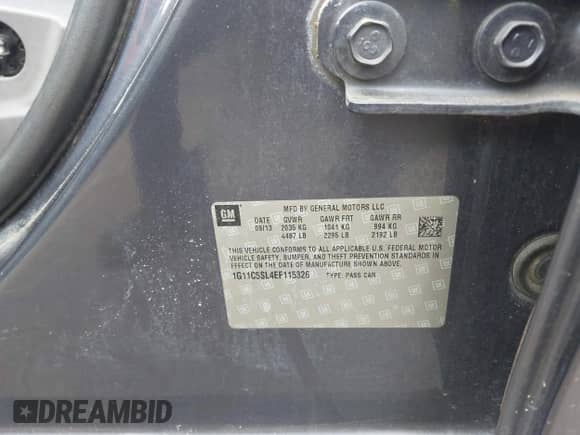 GM
MFD BY GENERAL MOTORS LLC
DATE GVWR GAWR FRT GAWR RR
09/13 2035 KG 1041 KG 994 KG
4487 LB 2295 LB 2192 LB
THIS VEHICLE CONFORMS TO ALL APPLICABLE U.S. FEDERAL MOTOR
VEHICLE SAFETY, BUMPER, AND THEFT PREVENTION STANDARDS IN
EFFECT ON THE DATE OF MANUFACTURE SHOWN ABOVE.
1G11C5SL4EF115326 TYPE: PASS CAR
DREAMBID